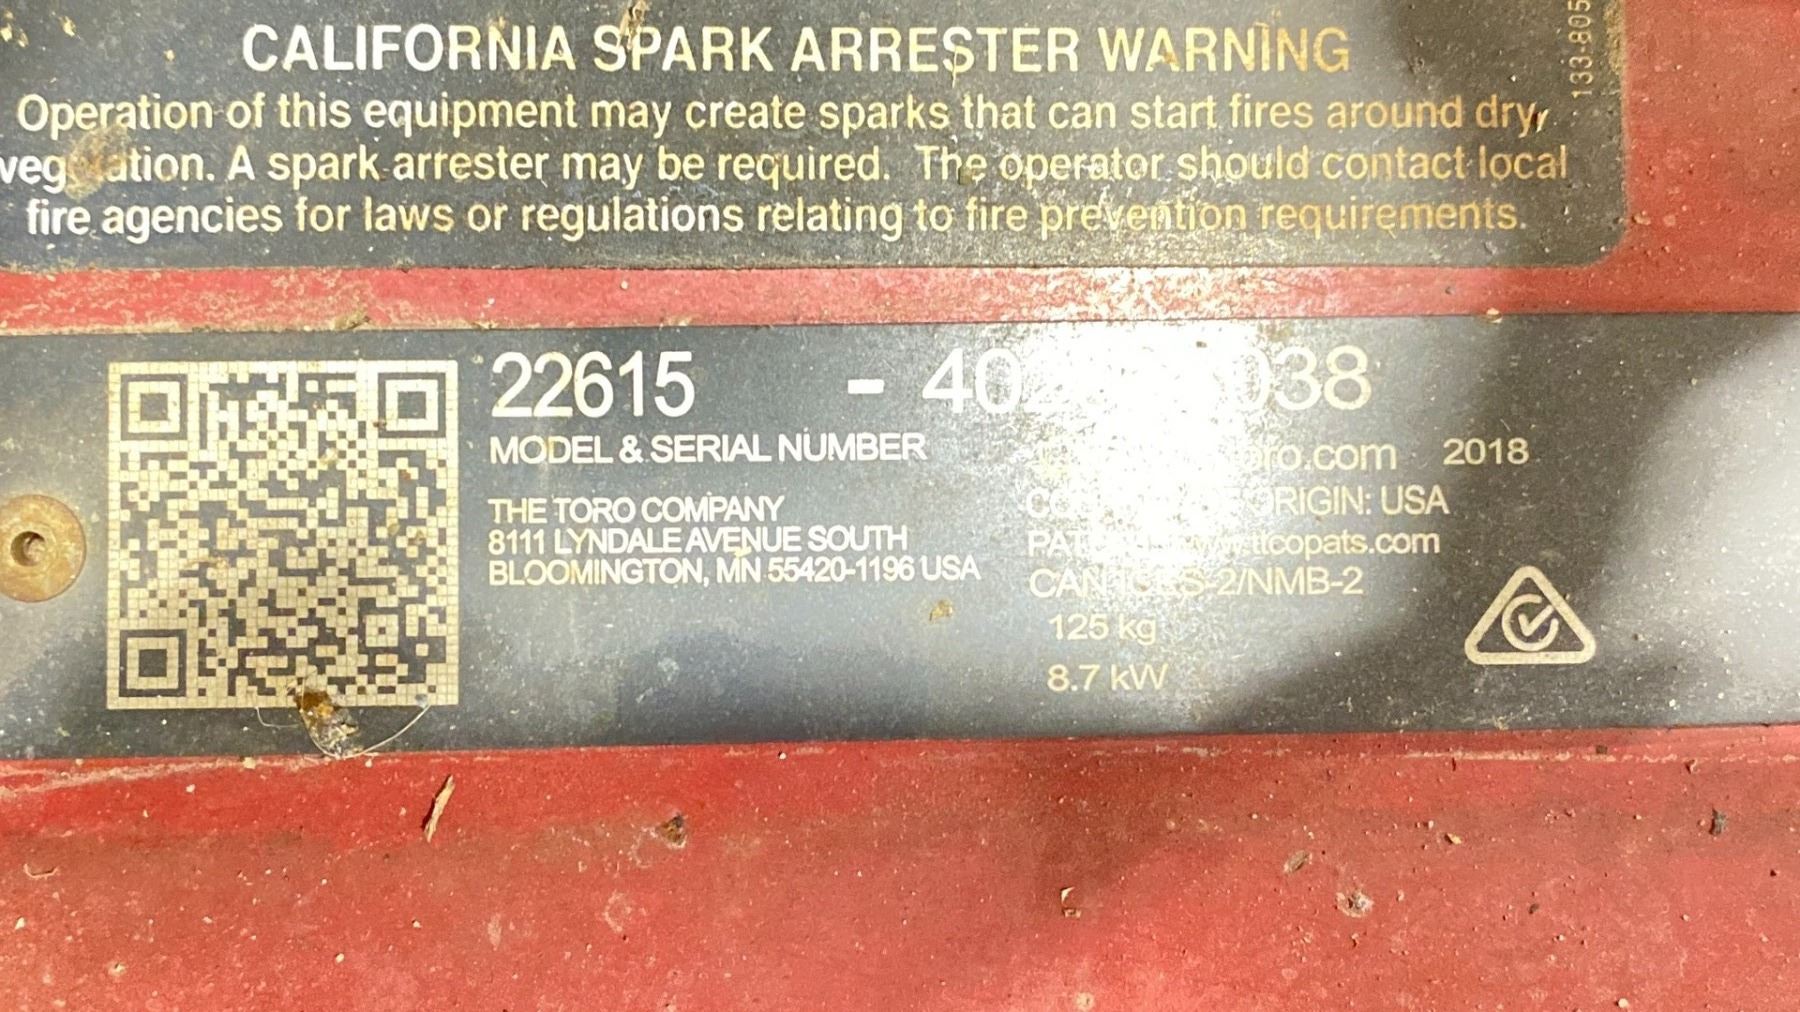 CALIFORNIA SPARK ARRESTER WARNING
Operation of this equipment may create sparks that can start fires around dry,
A spark arrester may be required. The operator should contact local
fire agencies for laws or regulations relating to fire prevention requirements.
133-805
22615 -
MODEL & SERIAL NUMBER
2018
THE TORO COMPANY
8111 LYNDALE AVENUE SOUTH
BLOOMINGTON, MN 55420-1196 USA
ORIGIN: USA
125 kg
8.7 kW